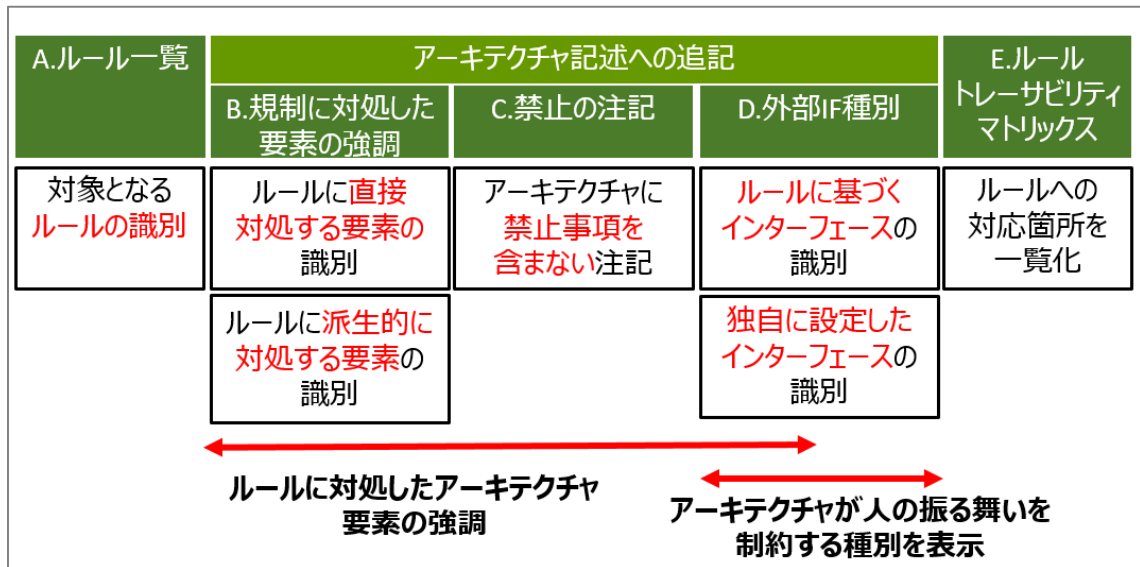 A.ルール一覧
アーキテクチャ記述への追記
B.規制に対処した
要素の強調
C.禁止の注記
D.外部IF種別
E.ルール
トレーサビリティ
マトリックス
対象となる
ルールの識別
ルールに直接
対処する要素の
識別
アーキテクチャに
禁止事項を
含まない注記
ルールに基づく
インターフェースの
識別
ルールへの
対応箇所を
一覧化
ルールに派生的に
対処する要素の
識別
独自に設定した
インターフェースの
識別
ルールに対処したアーキテクチャ
要素の強調
アーキテクチャが人の振る舞いを
制約する種別を表示